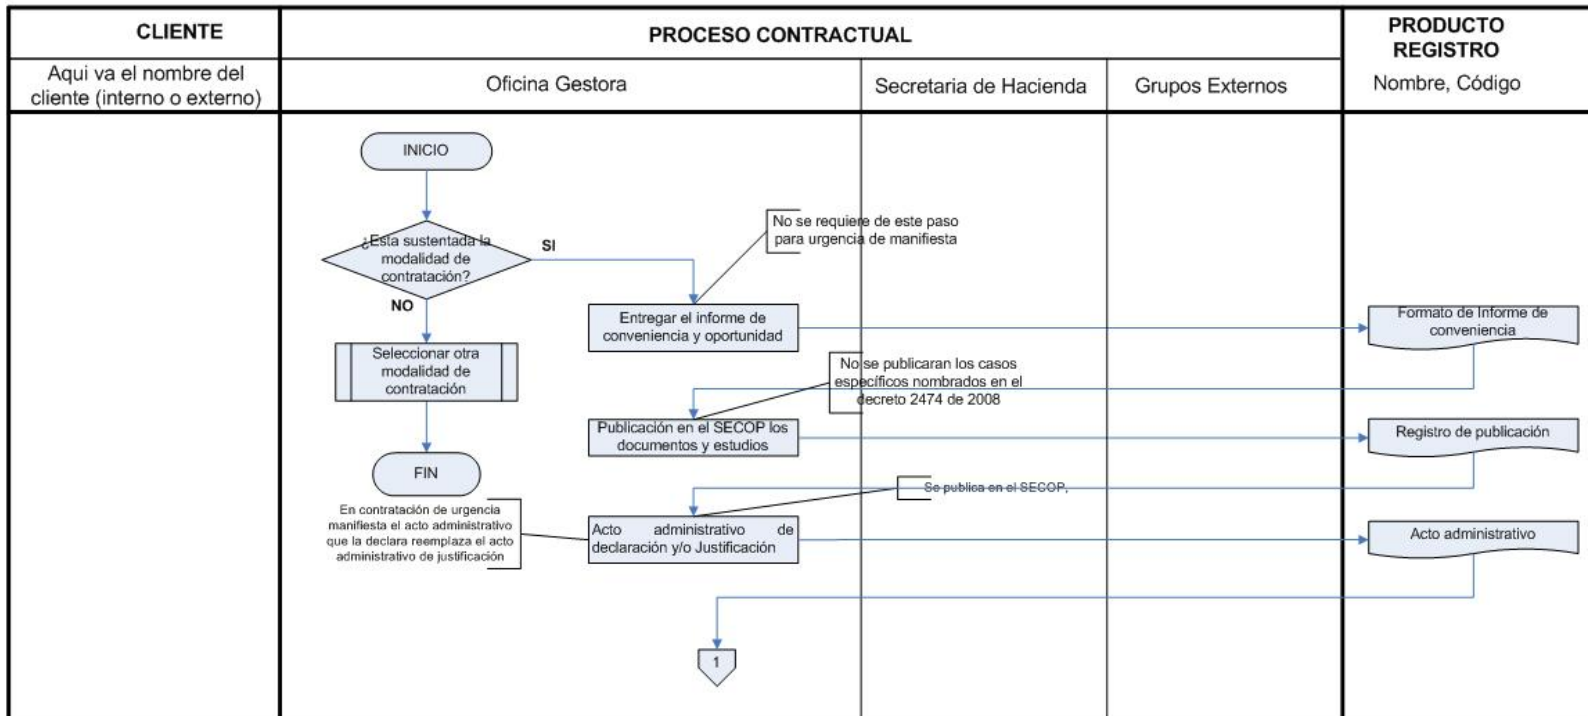 CLIENTE
PROCESO CONTRACTUAL
PRODUCTO
REGISTRO
Aqui va el nombre del
cliente (interno o externo)
Oficina Gestora
Secretaria de Hacienda
Grupos Externos
Nombre, Código
INICIO
¿Esta sustentada la
modalidad de
contratación?
SI
NO
No se requiere de este paso
para urgencia de manifiesta
Entregar el informe de
conveniencia y oportunidad
Formato de Informe de
conveniencia
Seleccionar otra
modalidad de
contratación
No se publicaran los casos
específicos nombrados en el
decreto 2474 de 2008
Publicación en el SECOP los
documentos y estudios
Registro de publicación
FIN
Se publica en el SECOP,
En contratación de urgencia
manifiesta el acto administrativo
que la declara reemplaza el acto
administrativo de justificación
Acto administrativo de
declaración y/o Justificación
Acto administrativo
1